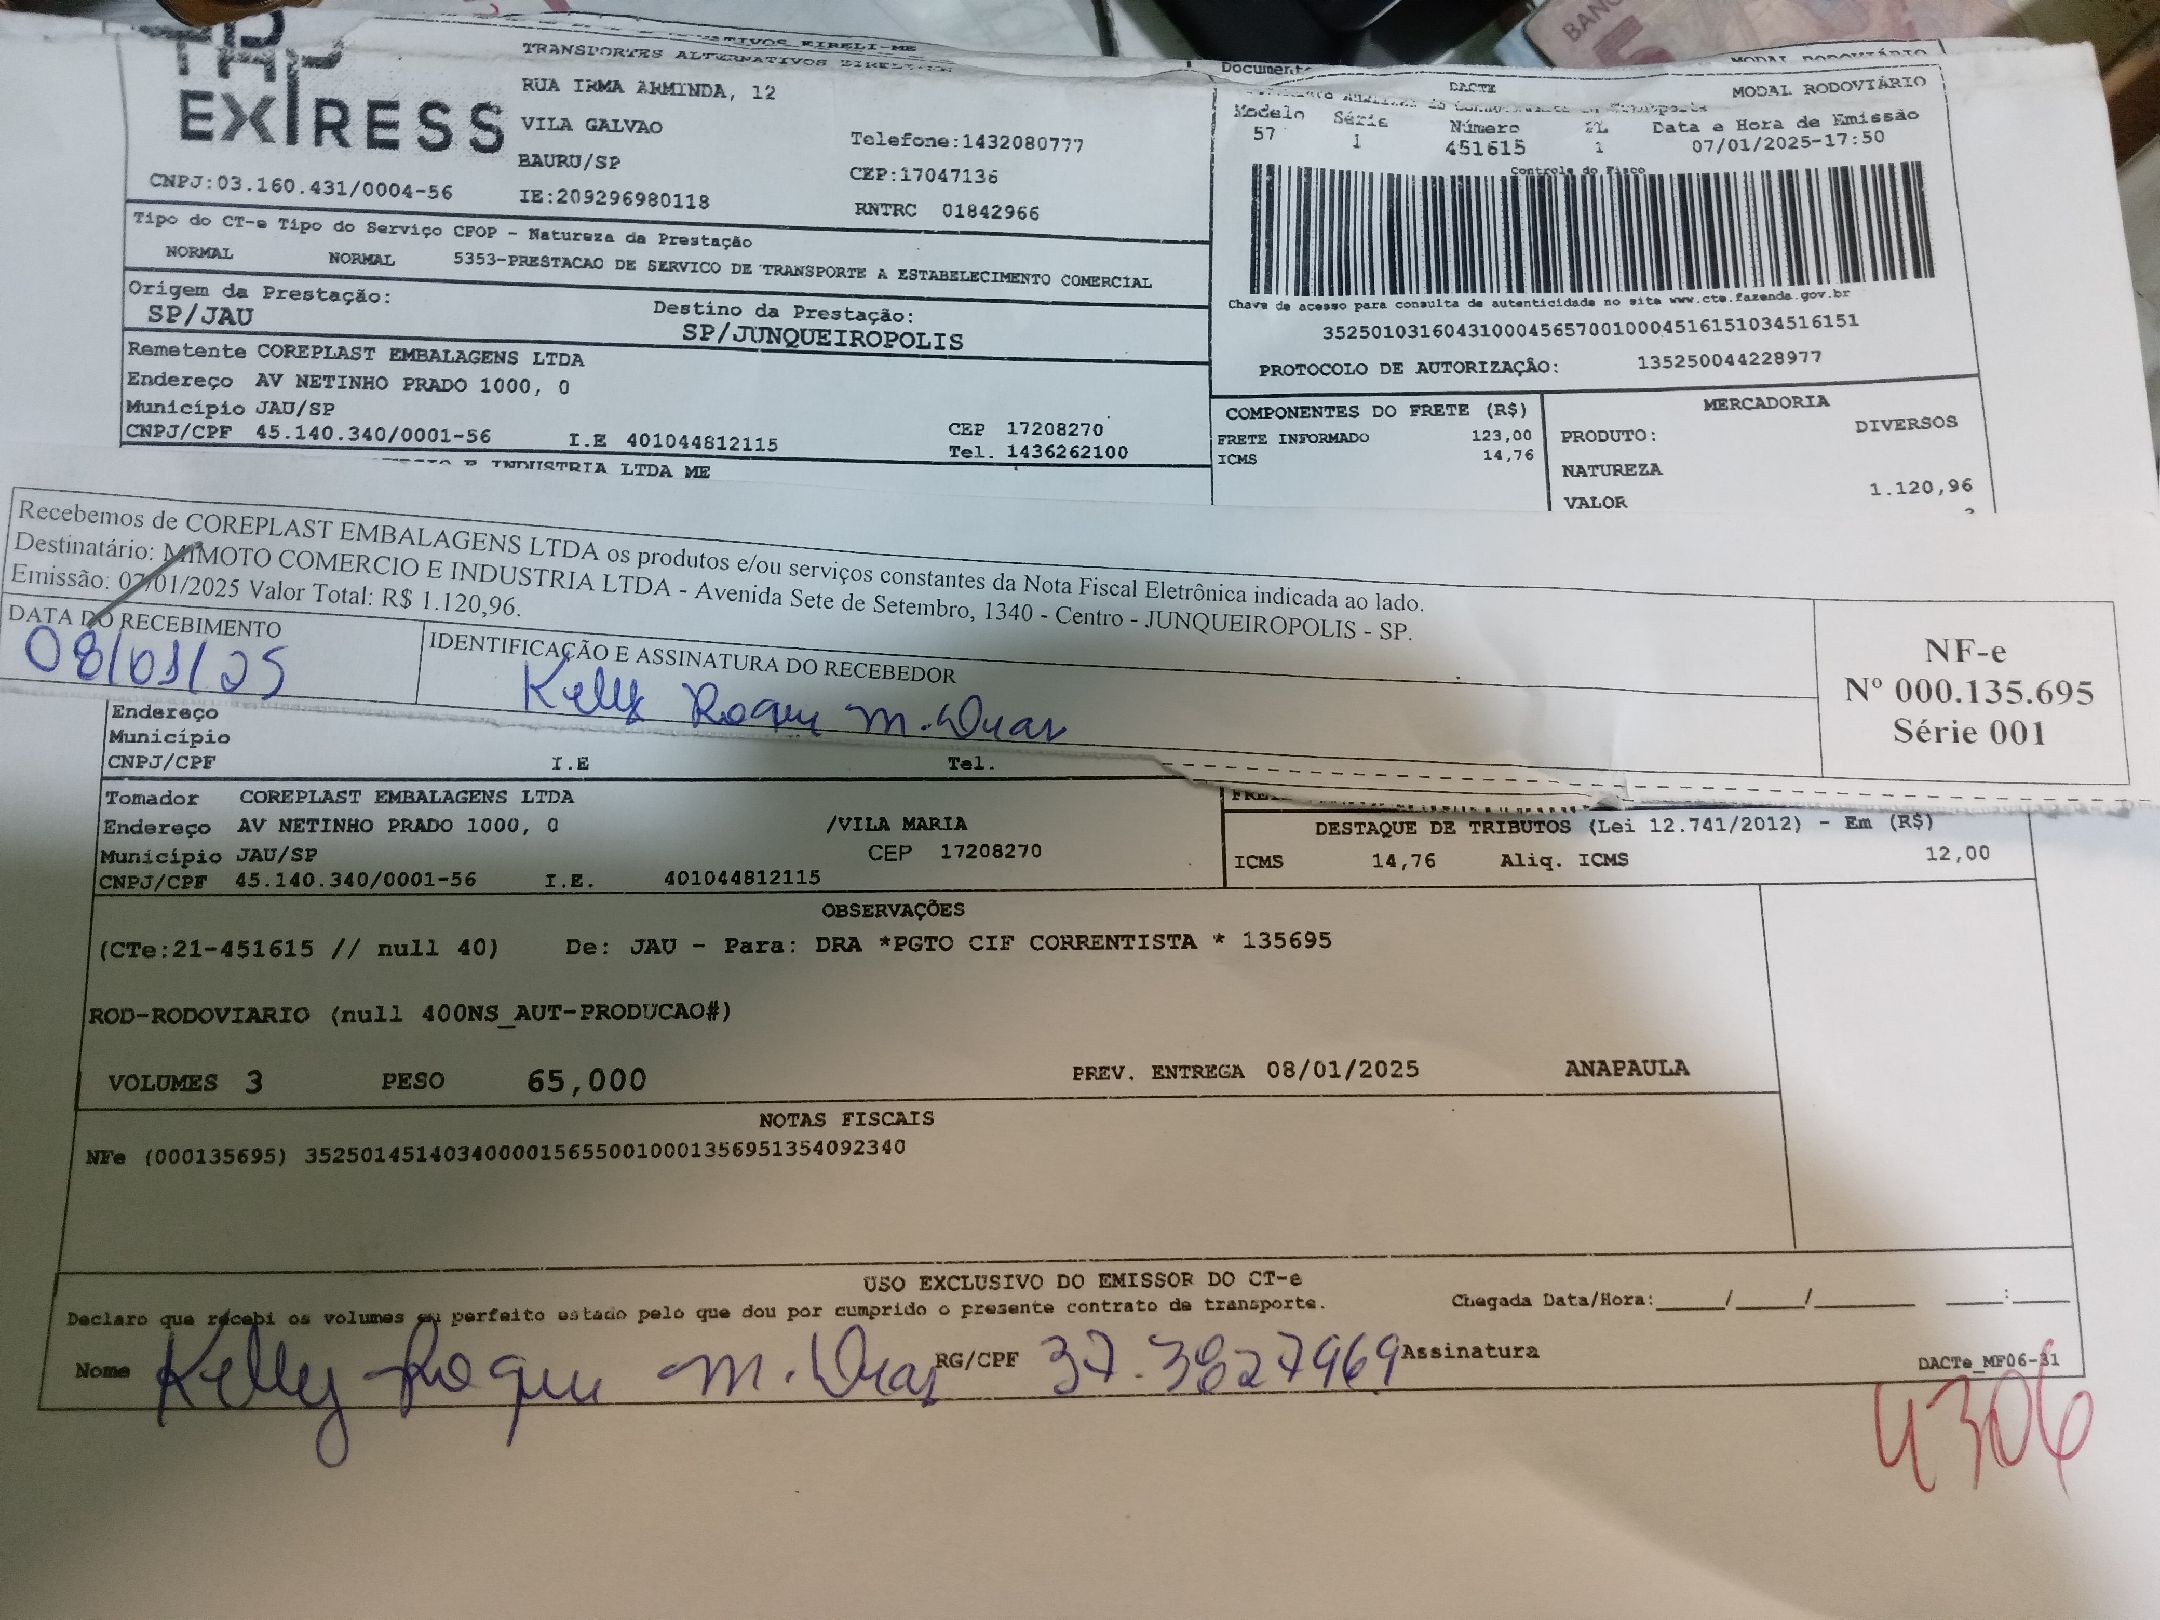 TRANSPORTES ALTERNATIVOS EIRELI-ME
EXPRESS
RUA IRMA ARMINDA, 12
VILA GALVAO
BAURU/SP
Telefone:1432080777
CEP:17047136
CNPJ:03.160.431/0004-56
IE:209296980118
RNTRC 01842966
DACTE
MODAL RODOVIÁRIO
Modelo Série Número FL Data e Hora de Emissão
57 1 451615 1 07/01/2025-17:50
Controle do Fisco
Chave de acesso para consulta de autenticidade no site www.cte.fazenda.gov.br
35250103160431000456570010004516151034516151
PROTOCOLO DE AUTORIZAÇÃO: 135250044228977
Tipo do CT-e Tipo do Serviço CFOP - Natureza da Prestação
NORMAL NORMAL 5353-PRESTACAO DE SERVICO DE TRANSPORTE A ESTABELECIMENTO COMERCIAL
Origem da Prestação:
SP/JAU
Destino da Prestação:
SP/JUNQUEIROPOLIS
Remetente COREPLAST EMBALAGENS LTDA
Endereço AV NETINHO PRADO 1000, 0
Município JAU/SP
CEP 17208270
CNPJ/CPF 45.140.340/0001-56 I.E 401044812115 Tel. 1436262100
E INDUSTRIA LTDA ME
COMPONENTES DO FRETE (R$)
FRETE INFORMADO 123,00
ICMS 14,76
MERCADORIA
PRODUTO: DIVERSOS
NATUREZA
VALOR 1.120,96
Recebemos de COREPLAST EMBALAGENS LTDA os produtos e/ou serviços constantes da Nota Fiscal Eletrônica indicada ao lado.
Destinatário: MIMOTO COMERCIO E INDUSTRIA LTDA - Avenida Sete de Setembro, 1340 - Centro - JUNQUEIROPOLIS - SP.
Emissão: 07/01/2025 Valor Total: R$ 1.120,96.
DATA DO RECEBIMENTO
08/01/25
IDENTIFICAÇÃO E ASSINATURA DO RECEBEDOR
Kelly Roque M.
NF-e
Nº 000.135.695
Série 001
Endereço
Município
CNPJ/CPF I.E Tel.
Tomador COREPLAST EMBALAGENS LTDA
Endereço AV NETINHO PRADO 1000, 0 /VILA MARIA
Município JAU/SP CEP 17208270
CNPJ/CPF 45.140.340/0001-56 I.E. 401044812115
DESTAQUE DE TRIBUTOS (Lei 12.741/2012) - Em (R$)
ICMS 14,76 Aliq. ICMS 12,00
OBSERVAÇÕES
(CTe:21-451615 // null 40) De: JAU - Para: DRA *PGTO CIF CORRENTISTA * 135695
ROD-RODOVIARIO (null 400NS_AUT-PRODUCAO#)
VOLUMES 3 PESO 65,000 PREV. ENTREGA 08/01/2025 ANAPAULA
NOTAS FISCAIS
NFe (000135695) 35250145140340000156550010001356951354092340
USO EXCLUSIVO DO EMISSOR DO CT-e
Declaro que recebi os volumes em perfeito estado pelo que dou por cumprido o presente contrato de transporte.
Chegada Data/Hora:____/____/______ ____:____
Nome Kelly Roque M. RG/CPF 37.3827969 Assinatura
DACTe_MF06-31
4306